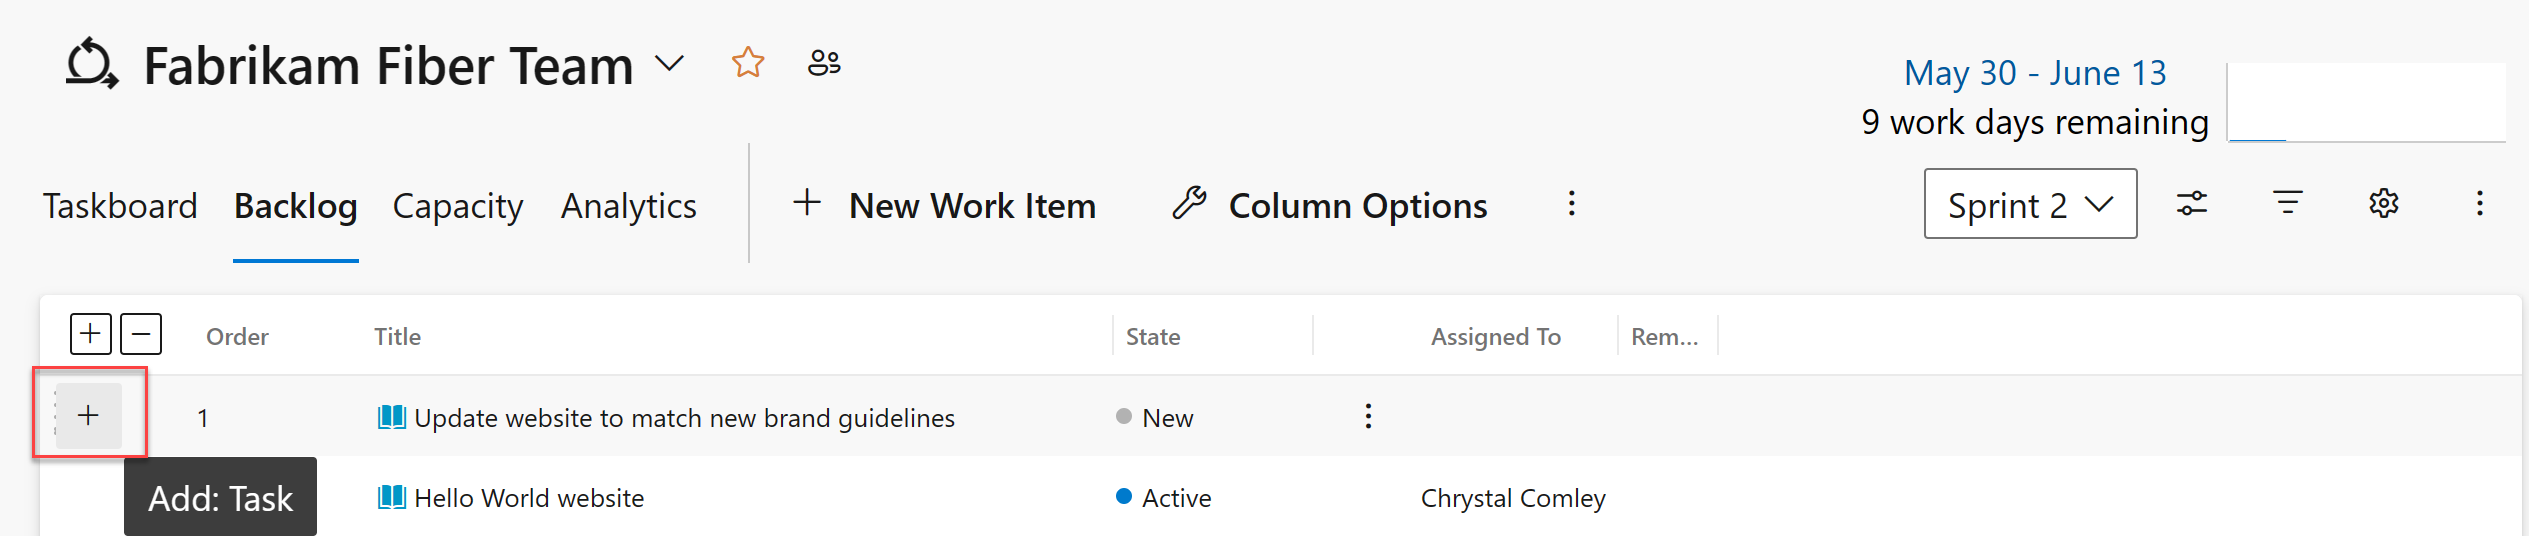 Fabrikam Fiber Team
May 30 - June 13
9 work days remaining
Taskboard Backlog Capacity Analytics + New Work Item Column Options Sprint 2
Order Title State Assigned To Rem...
1 Update website to match new brand guidelines New
Add: Task
Hello World website Active Chrystal Comley